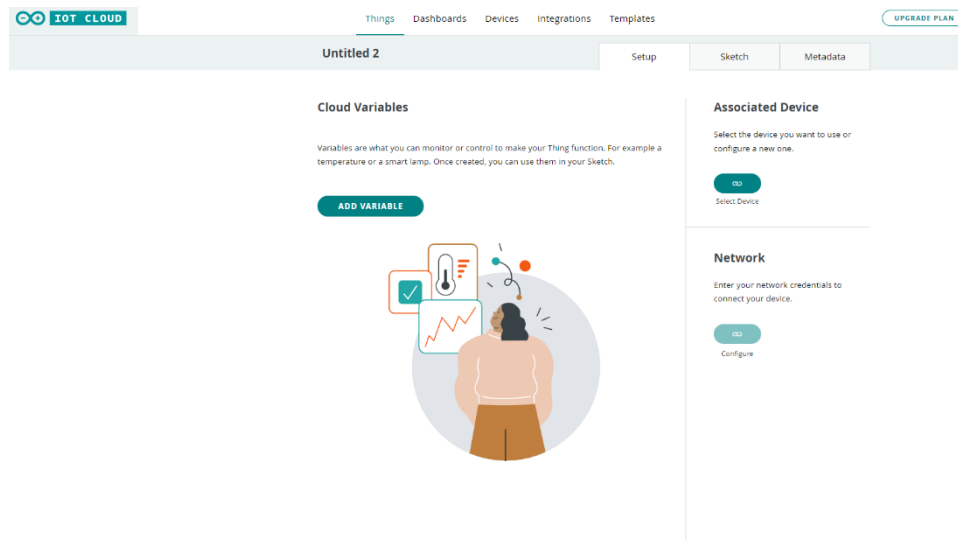 IOT CLOUD
Things Dashboards Devices Integrations Templates
UPGRADE PLAN
Untitled 2
Setup Sketch Metadata
Cloud Variables
Variables are what you can monitor or control to make your Thing function. For example a
temperature or a smart lamp. Once created, you can use them in your Sketch.
ADD VARIABLE
Associated Device
Select the device you want to use or
configure a new one.
Select Device
Network
Enter your network credentials to
connect your device.
Configure